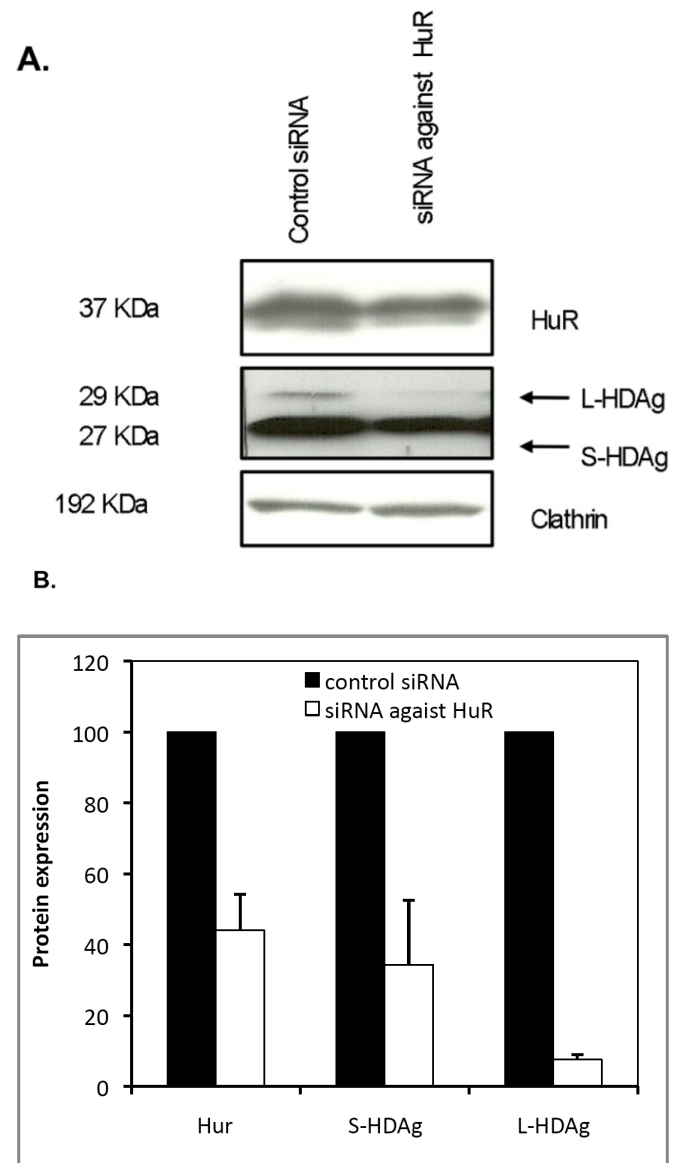 A.
Control siRNA
siRNA against HuR
37 KDa
HuR
29 KDa
L-HDAg
27 KDa
S-HDAg
192 KDa
Clathrin
B.
120
control siRNA
siRNA agaist HuR
100
80
60
40
20
0
Protein expression
Hur
S-HDAg
L-HDAg